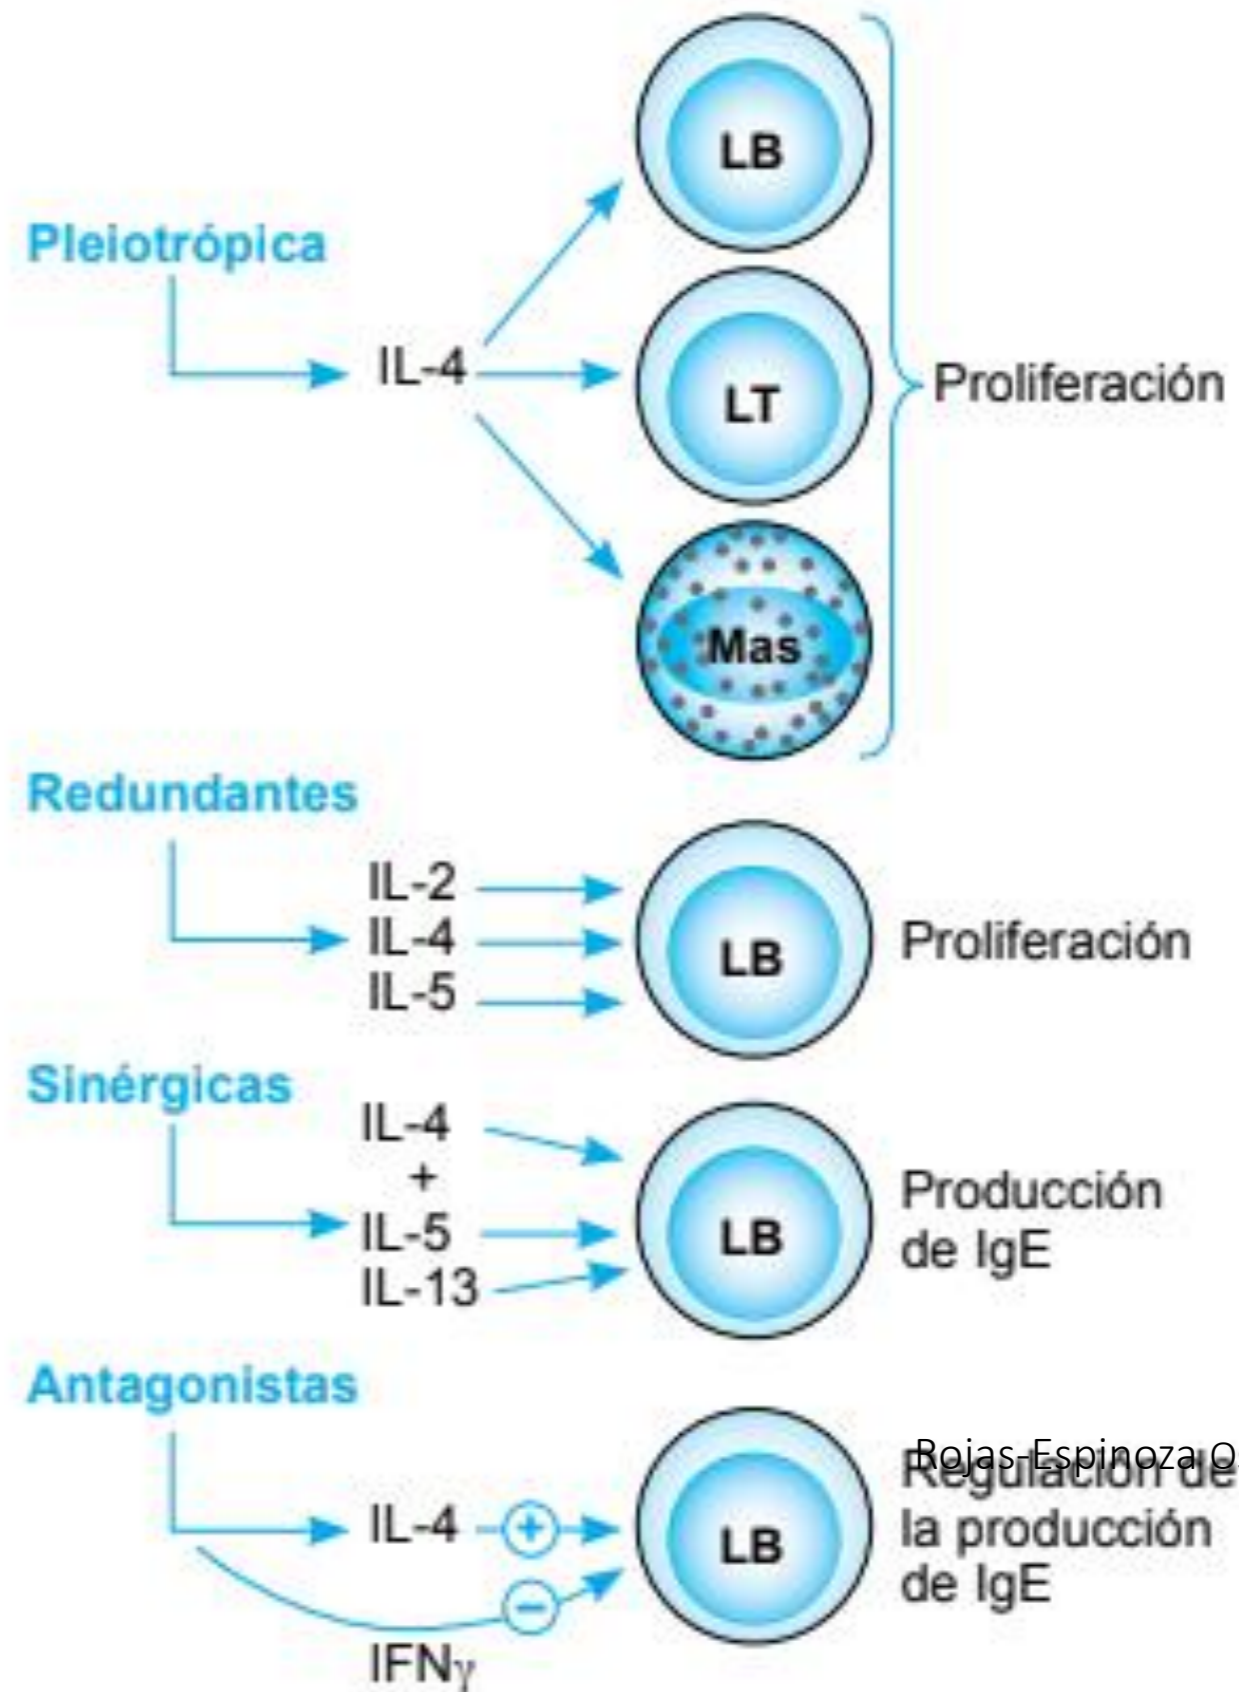 LB
Pleiotrópica
IL-4
LT
Proliferación
Mas
Redundantes
IL-2
IL-4
IL-5
LB
Proliferación
Sinérgicas
IL-4
+
IL-5
IL-13
LB
Producción
de IgE
Antagonistas
IL-4
+
−
IFNγ
LB
Rojas-Espinoza O
Regulación de
la producción
de IgE